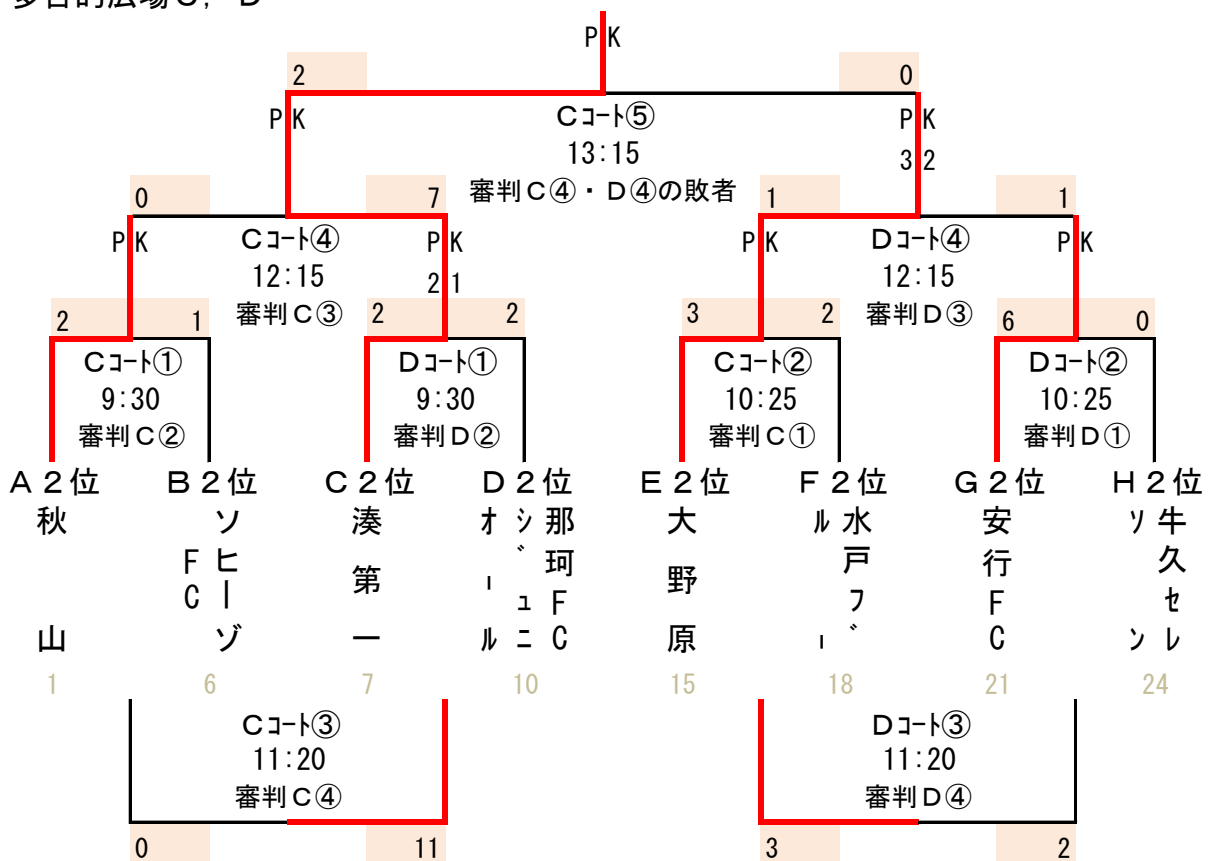 多目的広場C, D
PK
2 0
PK Cコート⑤ PK
13:15 3 2
審判C④・D④の敗者
0 7 1 1
PK Cコート④ PK PK Dコート④ PK
12:15 2 1 12:15
審判C③ 審判D③
2 1 2 2 3 2 6 0
Cコート① Dコート① Cコート② Dコート②
9:30 9:30 10:25 10:25
審判C② 審判D② 審判C① 審判D①
A2位 B2位 C2位 D2位 E2位 F2位 G2位 H2位
秋山
ソヒーゾ
FC
湊第一
那珂FC
シ゛ュニ
オール
大野原
水戸フ゛ー
ル
安行FC
牛久セレ
ソン
1 6 7 10 15 18 21 24
Cコート③ Dコート③
11:20 11:20
審判C④ 審判D④
0 11 3 2